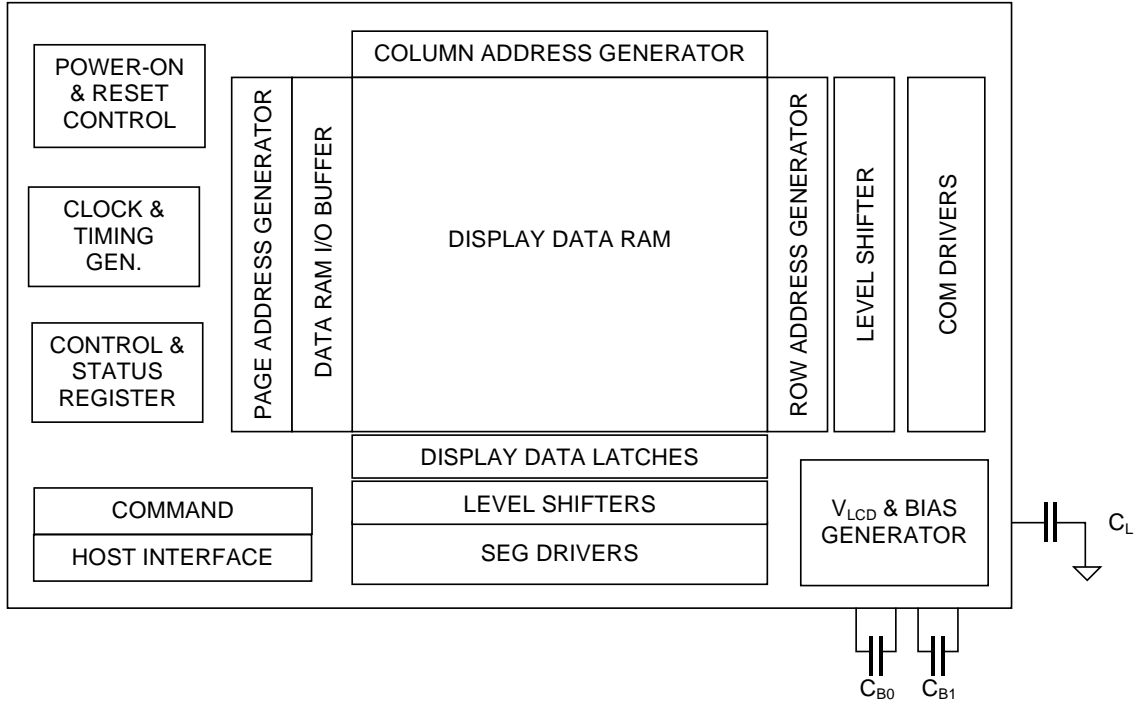 COLUMN ADDRESS GENERATOR
POWER-ON
& RESET
CONTROL
CLOCK &
TIMING
GEN.
CONTROL &
STATUS
REGISTER
PAGE ADDRESS GENERATOR
DATA RAM I/O BUFFER
DISPLAY DATA RAM
ROW ADDRESS GENERATOR
LEVEL SHIFTER
COM DRIVERS
DISPLAY DATA LATCHES
COMMAND
HOST INTERFACE
LEVEL SHIFTERS
SEG DRIVERS
VLCD & BIAS
GENERATOR
CL
CB0
CB1